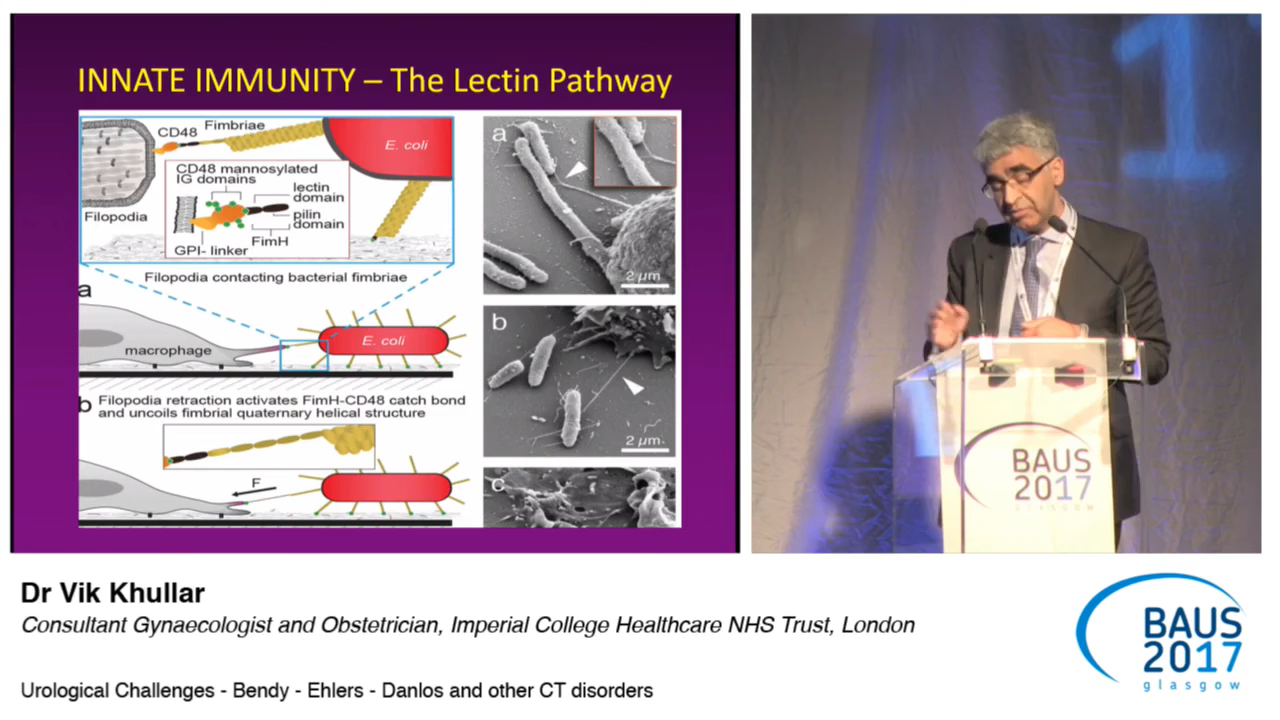 INNATE IMMUNITY – The Lectin Pathway
CD48
Fimbriae
E. coli
CD48 mannosylated
IG domains
lectin
domain
pilin
domain
FimH
GPI- linker
Filopodia
Filopodia contacting bacterial fimbriae
a
macrophage
E. coli
b
Filopodia retraction activates FimH-CD48 catch bond
and uncoils fimbrial quaternary helical structure
F
a
2 µm
b
2 µm
c
1
BAUS
2017
GLASGOW
Dr Vik Khullar
Consultant Gynaecologist and Obstetrician, Imperial College Healthcare NHS Trust, London
Urological Challenges - Bendy - Ehlers - Danlos and other CT disorders
BAUS
2017
glasgow